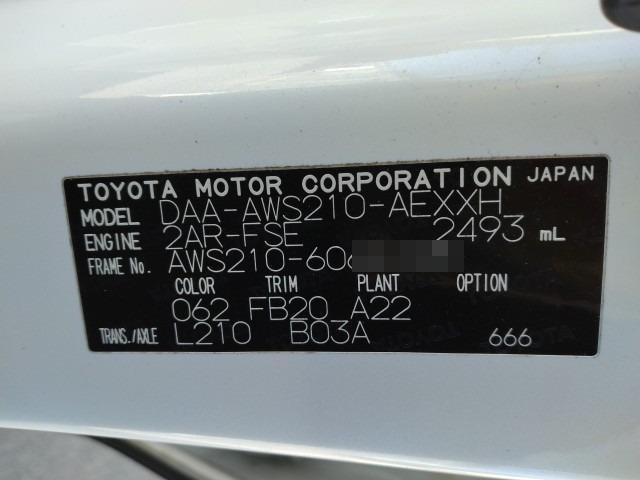 TOYOTA MOTOR CORPORATION JAPAN
MODEL DAA-AWS210-AEXXH
ENGINE 2AR-FSE 2493 mL
FRAME No. AWS210-606
COLOR TRIM PLANT OPTION
062 FB20 A22
TRANS./AXLE L210 B03A 666